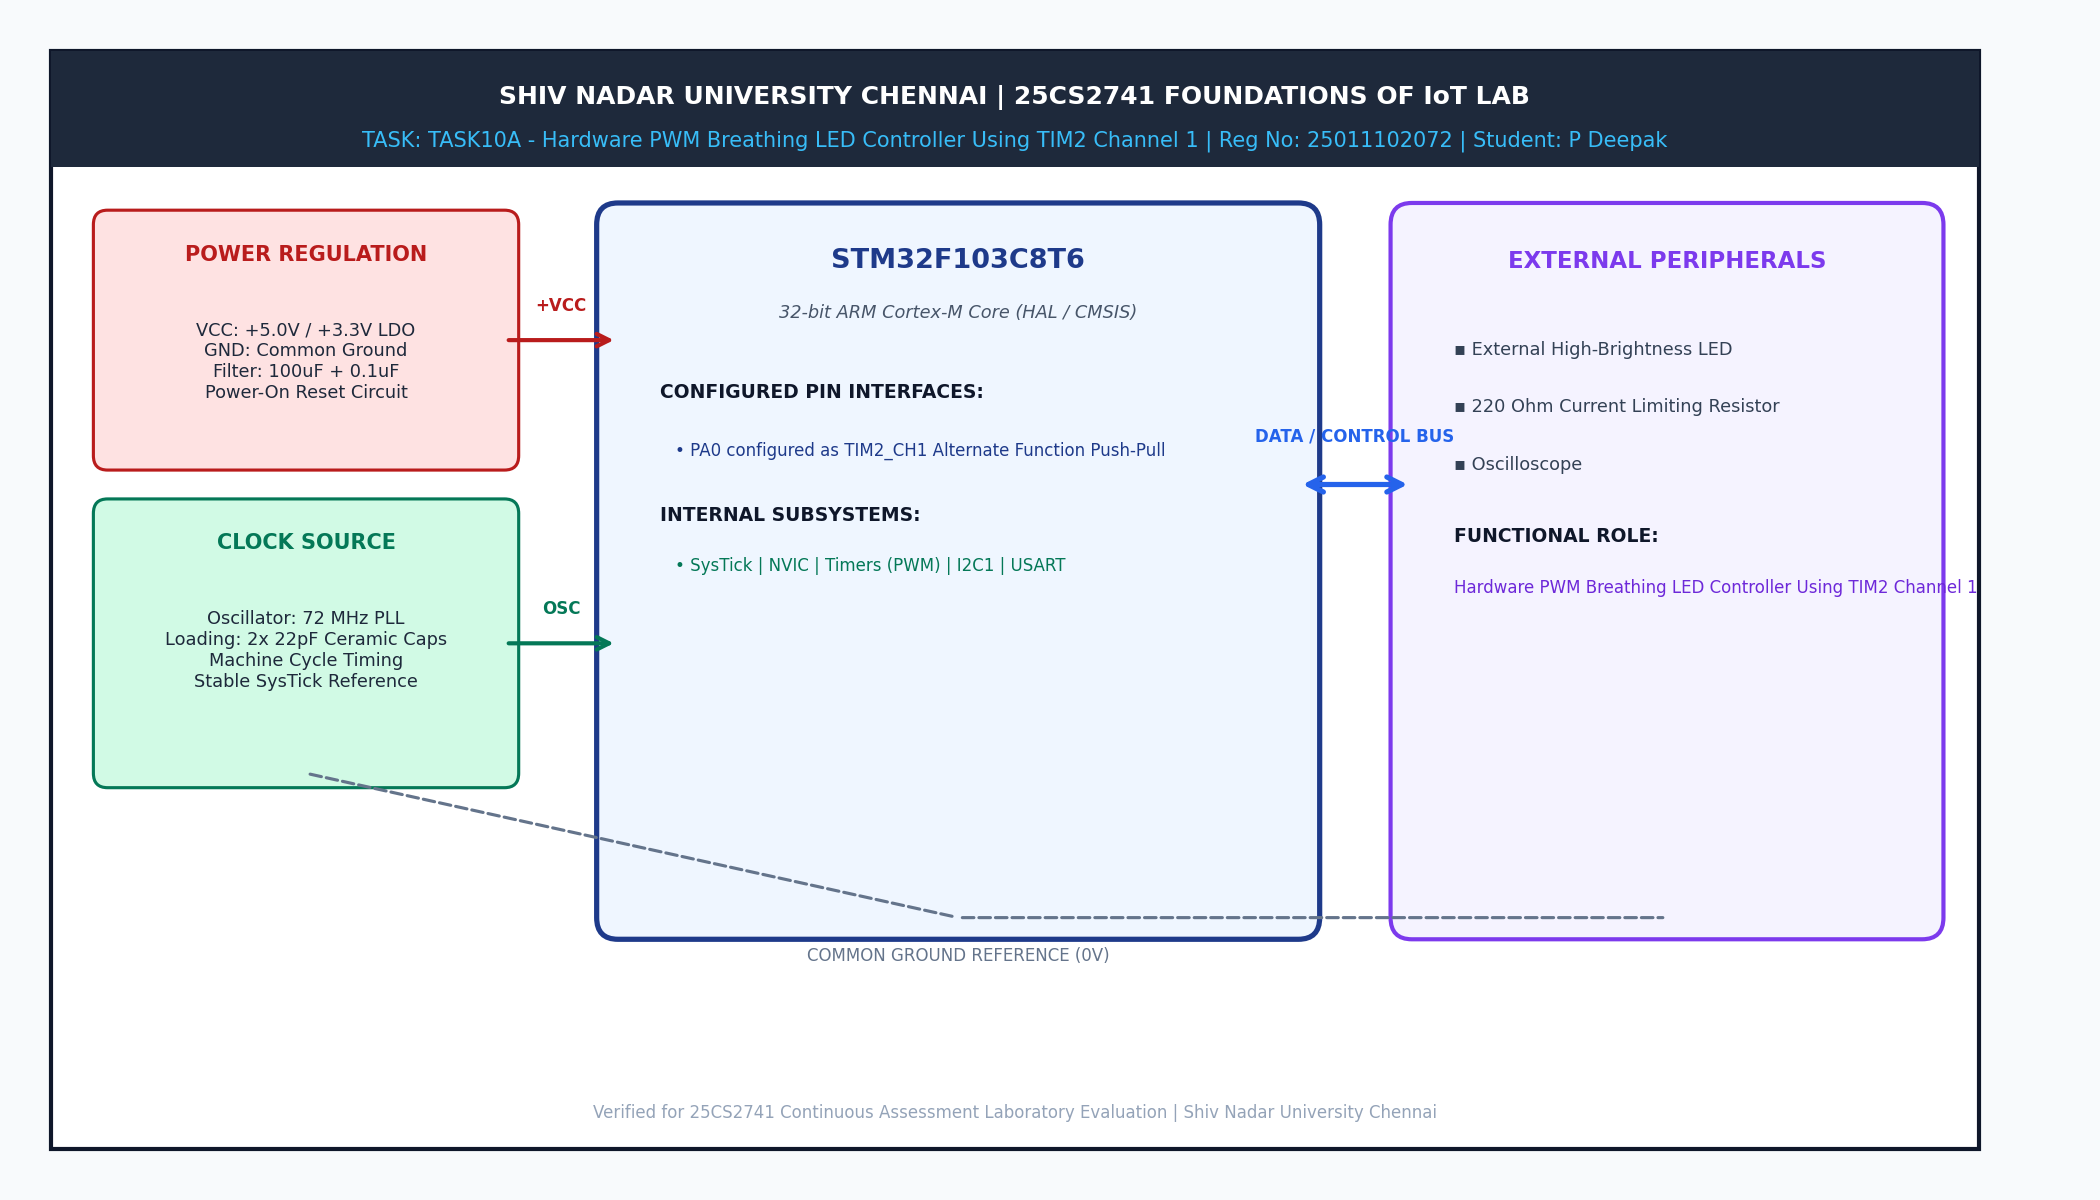 SHIV NADAR UNIVERSITY CHENNAI | 25CS2741 FOUNDATIONS OF IoT LAB
TASK: TASK10A - Hardware PWM Breathing LED Controller Using TIM2 Channel 1 | Reg No: 25011102072 | Student: P Deepak
POWER REGULATION
VCC: +5.0V / +3.3V LDO
GND: Common Ground
Filter: 100uF + 0.1uF
Power-On Reset Circuit
+VCC
CLOCK SOURCE
Oscillator: 72 MHz PLL
Loading: 2x 22pF Ceramic Caps
Machine Cycle Timing
Stable SysTick Reference
OSC
STM32F103C8T6
32-bit ARM Cortex-M Core (HAL / CMSIS)
CONFIGURED PIN INTERFACES:
• PA0 configured as TIM2_CH1 Alternate Function Push-Pull
INTERNAL SUBSYSTEMS:
• SysTick | NVIC | Timers (PWM) | I2C1 | USART
DATA / CONTROL BUS
EXTERNAL PERIPHERALS
▪ External High-Brightness LED
▪ 220 Ohm Current Limiting Resistor
▪ Oscilloscope
FUNCTIONAL ROLE:
Hardware PWM Breathing LED Controller Using TIM2 Channel 1
COMMON GROUND REFERENCE (0V)
Verified for 25CS2741 Continuous Assessment Laboratory Evaluation | Shiv Nadar University Chennai